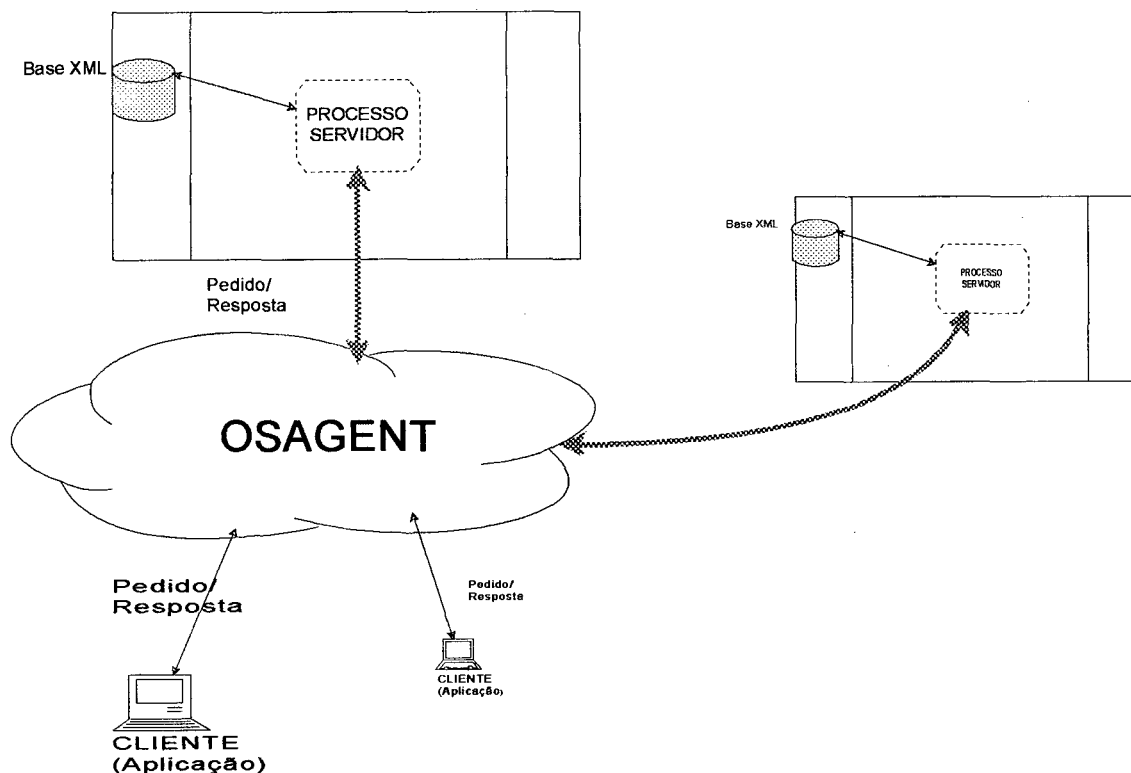 Base XML
PROCESSO
SERVIDOR
Base XML
PROCESSO
SERVIDOR
Pedido/
Resposta
OSAGENT
Pedido/
Resposta
Pedido/
Resposta
CLIENTE
(Aplicação)
CLIENTE
(Aplicação)